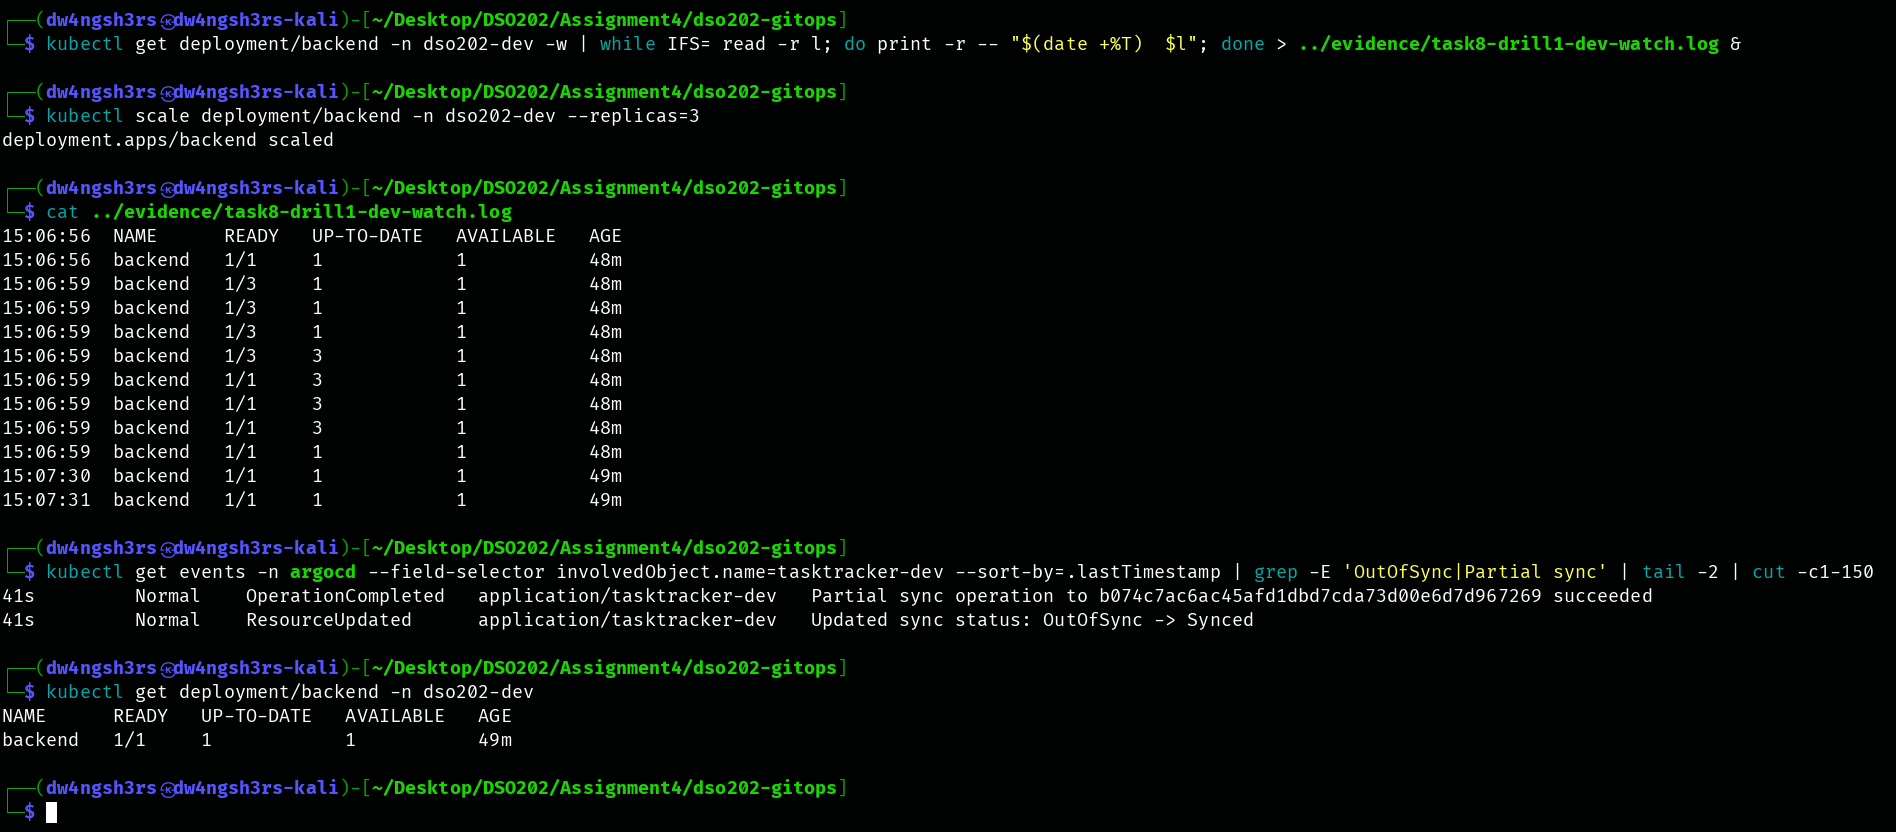 ┌──(dw4ngsh3rs㉿dw4ngsh3rs-kali)-[~/Desktop/DSO202/Assignment4/dso202-gitops]
└─$ kubectl get deployment/backend -n dso202-dev -w | while IFS= read -r l; do print -r -- "$(date +%T)  $l"; done > ../evidence/task8-drill1-dev-watch.log &
┌──(dw4ngsh3rs㉿dw4ngsh3rs-kali)-[~/Desktop/DSO202/Assignment4/dso202-gitops]
└─$ kubectl scale deployment/backend -n dso202-dev --replicas=3
deployment.apps/backend scaled
┌──(dw4ngsh3rs㉿dw4ngsh3rs-kali)-[~/Desktop/DSO202/Assignment4/dso202-gitops]
└─$ cat ../evidence/task8-drill1-dev-watch.log
15:06:56  NAME      READY   UP-TO-DATE   AVAILABLE   AGE
15:06:56  backend   1/1     1            1           48m
15:06:59  backend   1/3     1            1           48m
15:06:59  backend   1/3     1            1           48m
15:06:59  backend   1/3     1            1           48m
15:06:59  backend   1/3     3            1           48m
15:06:59  backend   1/1     3            1           48m
15:06:59  backend   1/1     3            1           48m
15:06:59  backend   1/1     3            1           48m
15:06:59  backend   1/1     1            1           48m
15:07:30  backend   1/1     1            1           49m
15:07:31  backend   1/1     1            1           49m
┌──(dw4ngsh3rs㉿dw4ngsh3rs-kali)-[~/Desktop/DSO202/Assignment4/dso202-gitops]
└─$ kubectl get events -n argocd --field-selector involvedObject.name=tasktracker-dev --sort-by=.lastTimestamp | grep -E 'OutOfSync|Partial sync' | tail -2 | cut -c1-150
41s         Normal    OperationCompleted   application/tasktracker-dev   Partial sync operation to b074c7ac6ac45afd1dbd7cda73d00e6d7d967269 succeeded
41s         Normal    ResourceUpdated      application/tasktracker-dev   Updated sync status: OutOfSync -> Synced
┌──(dw4ngsh3rs㉿dw4ngsh3rs-kali)-[~/Desktop/DSO202/Assignment4/dso202-gitops]
└─$ kubectl get deployment/backend -n dso202-dev
NAME      READY   UP-TO-DATE   AVAILABLE   AGE
backend   1/1     1            1           49m
┌──(dw4ngsh3rs㉿dw4ngsh3rs-kali)-[~/Desktop/DSO202/Assignment4/dso202-gitops]
└─$